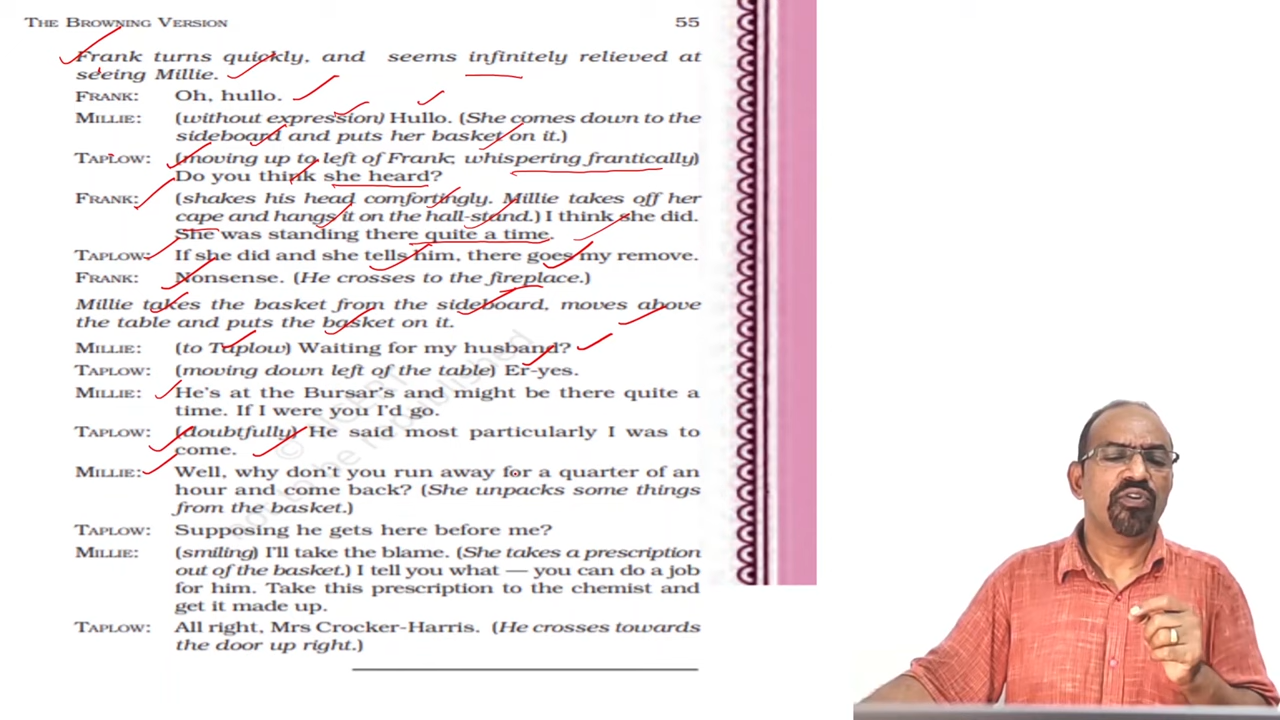 THE BROWNING VERSION 55
Frank turns quickly, and seems infinitely relieved at
seeing Millie.
FRANK: Oh, hullo.
MILLIE: (without expression) Hullo. (She comes down to the
sideboard and puts her basket on it.)
TAPLOW: (moving up to left of Frank; whispering frantically)
Do you think she heard?
FRANK: (shakes his head comfortingly. Millie takes off her
cape and hangs it on the hall-stand.) I think she did.
She was standing there quite a time.
TAPLOW: If she did and she tells him, there goes my remove.
FRANK: Nonsense. (He crosses to the fireplace.)
Millie takes the basket from the sideboard, moves above
the table and puts the basket on it.
MILLIE: (to Taplow) Waiting for my husband?
TAPLOW: (moving down left of the table) Er-yes.
MILLIE: He's at the Bursar's and might be there quite a
time. If I were you I'd go.
TAPLOW: (doubtfully) He said most particularly I was to
come.
MILLIE: Well, why don't you run away for a quarter of an
hour and come back? (She unpacks some things
from the basket.)
TAPLOW: Supposing he gets here before me?
MILLIE: (smiling) I'll take the blame. (She takes a prescription
out of the basket.) I tell you what — you can do a job
for him. Take this prescription to the chemist and
get it made up.
TAPLOW: All right, Mrs Crocker-Harris. (He crosses towards
the door up right.)
not to be republished